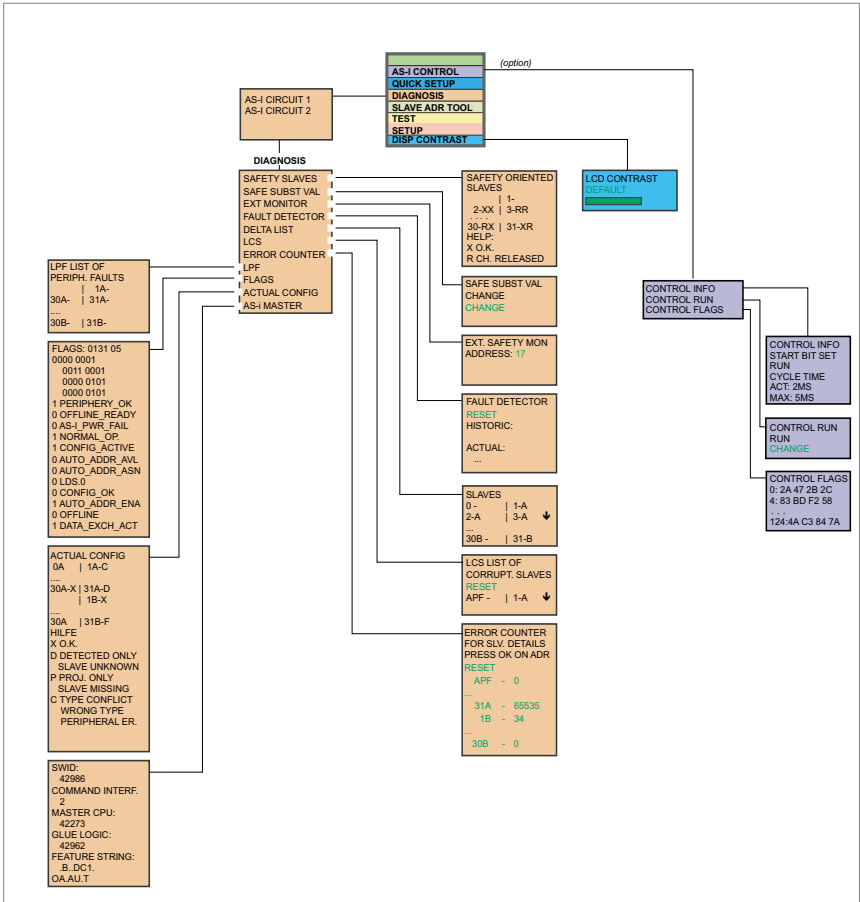 (option)
AS-I CONTROL
QUICK SETUP
DIAGNOSIS
SLAVE ADR TOOL
TEST
SETUP
DISP CONTRAST
AS-I CIRCUIT 1
AS-I CIRCUIT 2
DIAGNOSIS
SAFETY SLAVES
SAFE SUBST VAL
EXT MONITOR
FAULT DETECTOR
DELTA LIST
LCS
ERROR COUNTER
LPF
FLAGS
ACTUAL CONFIG
AS-i MASTER
SAFETY ORIENTED
SLAVES
| 1-
2-XX | 3-RR
. . . .
30-RX | 31-XR
HELP:
X O.K.
R CH. RELEASED
LCD CONTRAST
DEFAULT
LPF LIST OF
PERIPH. FAULTS
| 1A-
30A- | 31A-
....
30B- | 31B-
SAFE SUBST VAL
CHANGE
CHANGE
CONTROL INFO
CONTROL RUN
CONTROL FLAGS
EXT. SAFETY MON
ADDRESS: 17
CONTROL INFO
START BIT SET
RUN
CYCLE TIME
ACT: 2MS
MAX: 5MS
FLAGS: 0131 05
0000 0001
0011 0001
0000 0101
0000 0101
1 PERIPHERY_OK
0 OFFLINE_READY
0 AS-I_PWR_FAIL
1 NORMAL_OP.
1 CONFIG_ACTIVE
0 AUTO_ADDR_AVL
0 AUTO_ADDR_ASN
0 LDS.0
0 CONFIG_OK
1 AUTO_ADDR_ENA
0 OFFLINE
1 DATA_EXCH_ACT
FAULT DETECTOR
RESET
HISTORIC:
ACTUAL:
...
CONTROL RUN
RUN
CHANGE
CONTROL FLAGS
0: 2A 47 2B 2C
4: 83 BD F2 58
. . .
124:4A C3 84 7A
SLAVES
0 - | 1-A
2-A | 3-A
...
30B - | 31-B
ACTUAL CONFIG
0A | 1A-C
....
30A-X | 31A-D
| 1B-X
....
30A | 31B-F
HILFE
X O.K.
D DETECTED ONLY
SLAVE UNKNOWN
P PROJ. ONLY
SLAVE MISSING
C TYPE CONFLICT
WRONG TYPE
PERIPHERAL ER.
LCS LIST OF
CORRUPT. SLAVES
RESET
APF - | 1-A
ERROR COUNTER
FOR SLV. DETAILS
PRESS OK ON ADR
RESET
APF - 0
...
31A - 65535
1B - 34
...
30B - 0
SWID:
42986
COMMAND INTERF.
2
MASTER CPU:
42273
GLUE LOGIC:
42962
FEATURE STRING:
.B..DC1.
OA.AU.T